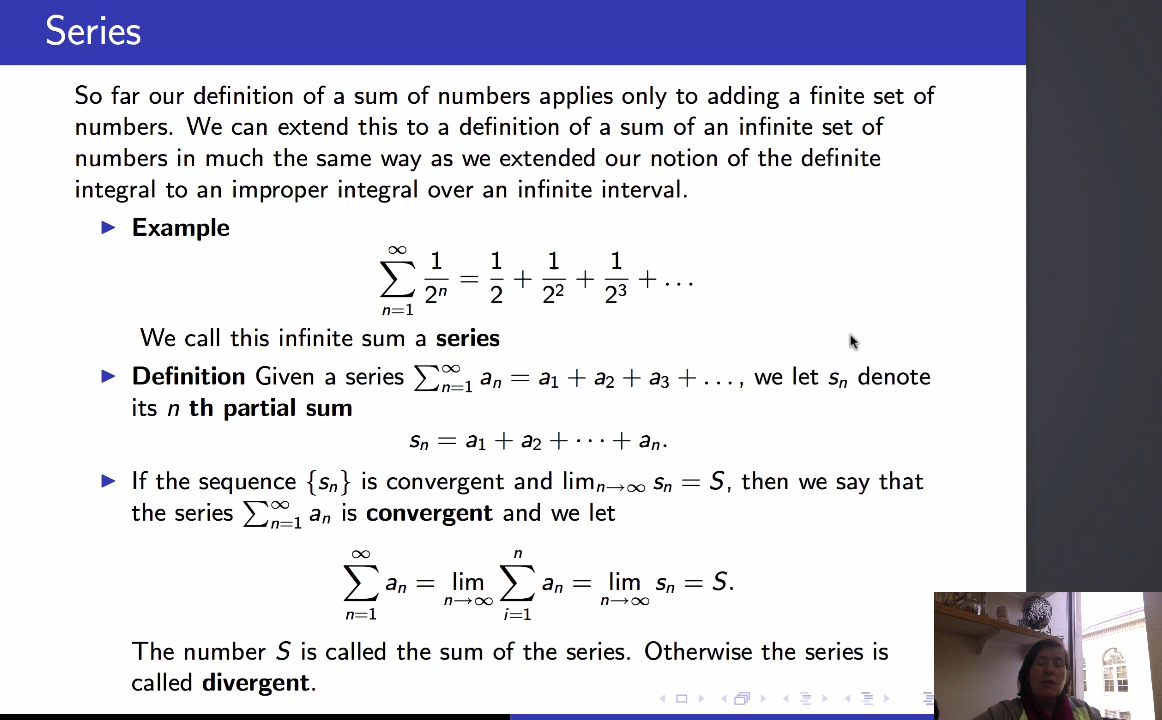 Series
So far our definition of a sum of numbers applies only to adding a finite set of
numbers. We can extend this to a definition of a sum of an infinite set of
numbers in much the same way as we extended our notion of the definite
integral to an improper integral over an infinite interval.
▶ Example
∑_{n=1}^{∞} 1/2^n = 1/2 + 1/2^2 + 1/2^3 + . . .
We call this infinite sum a series
▶ Definition Given a series ∑_{n=1}^{∞} a_n = a_1 + a_2 + a_3 + . . . , we let s_n denote
its n th partial sum
s_n = a_1 + a_2 + · · · + a_n.
▶ If the sequence {s_n} is convergent and lim_{n→∞} s_n = S, then we say that
the series ∑_{n=1}^{∞} a_n is convergent and we let
∑_{n=1}^{∞} a_n = lim_{n→∞} ∑_{i=1}^{n} a_n = lim_{n→∞} s_n = S.
The number S is called the sum of the series. Otherwise the series is
called divergent.